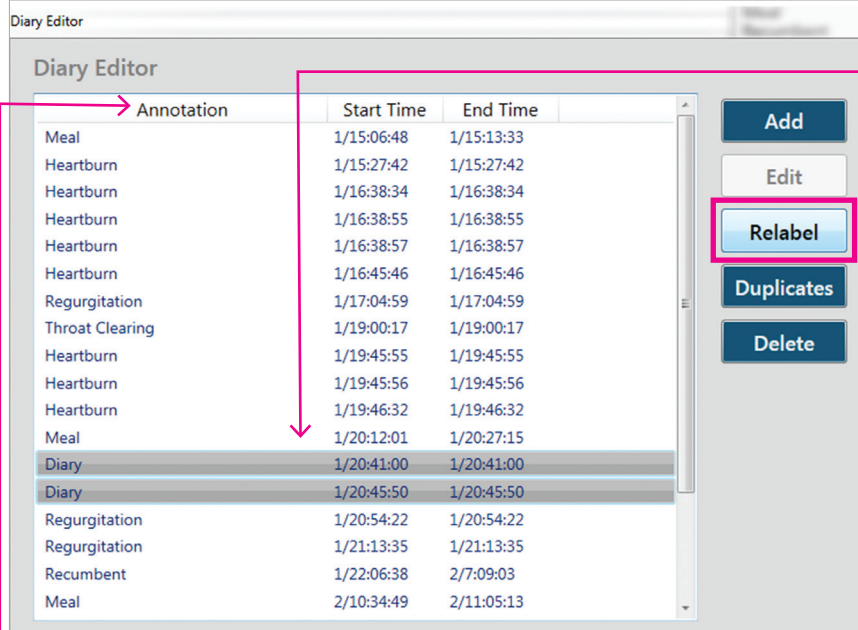 Diary Editor
Diary Editor
Annotation Start Time End Time
Meal 1/15:06:48 1/15:13:33
Heartburn 1/15:27:42 1/15:27:42
Heartburn 1/16:38:34 1/16:38:34
Heartburn 1/16:38:55 1/16:38:55
Heartburn 1/16:38:57 1/16:38:57
Heartburn 1/16:45:46 1/16:45:46
Regurgitation 1/17:04:59 1/17:04:59
Throat Clearing 1/19:00:17 1/19:00:17
Heartburn 1/19:45:55 1/19:45:55
Heartburn 1/19:45:56 1/19:45:56
Heartburn 1/19:46:32 1/19:46:32
Meal 1/20:12:01 1/20:27:15
Diary 1/20:41:00 1/20:41:00
Diary 1/20:45:50 1/20:45:50
Regurgitation 1/20:54:22 1/20:54:22
Regurgitation 1/21:13:35 1/21:13:35
Recumbent 1/22:06:38 2/7:09:03
Meal 2/10:34:49 2/11:05:13
Add
Edit
Relabel
Duplicates
Delete